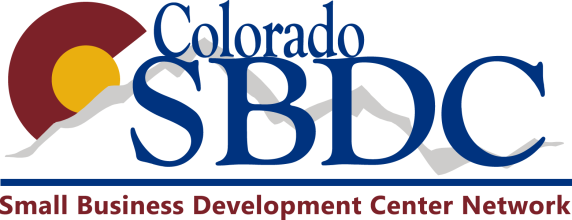 Colorado
SBDC
Small Business Development Center Network